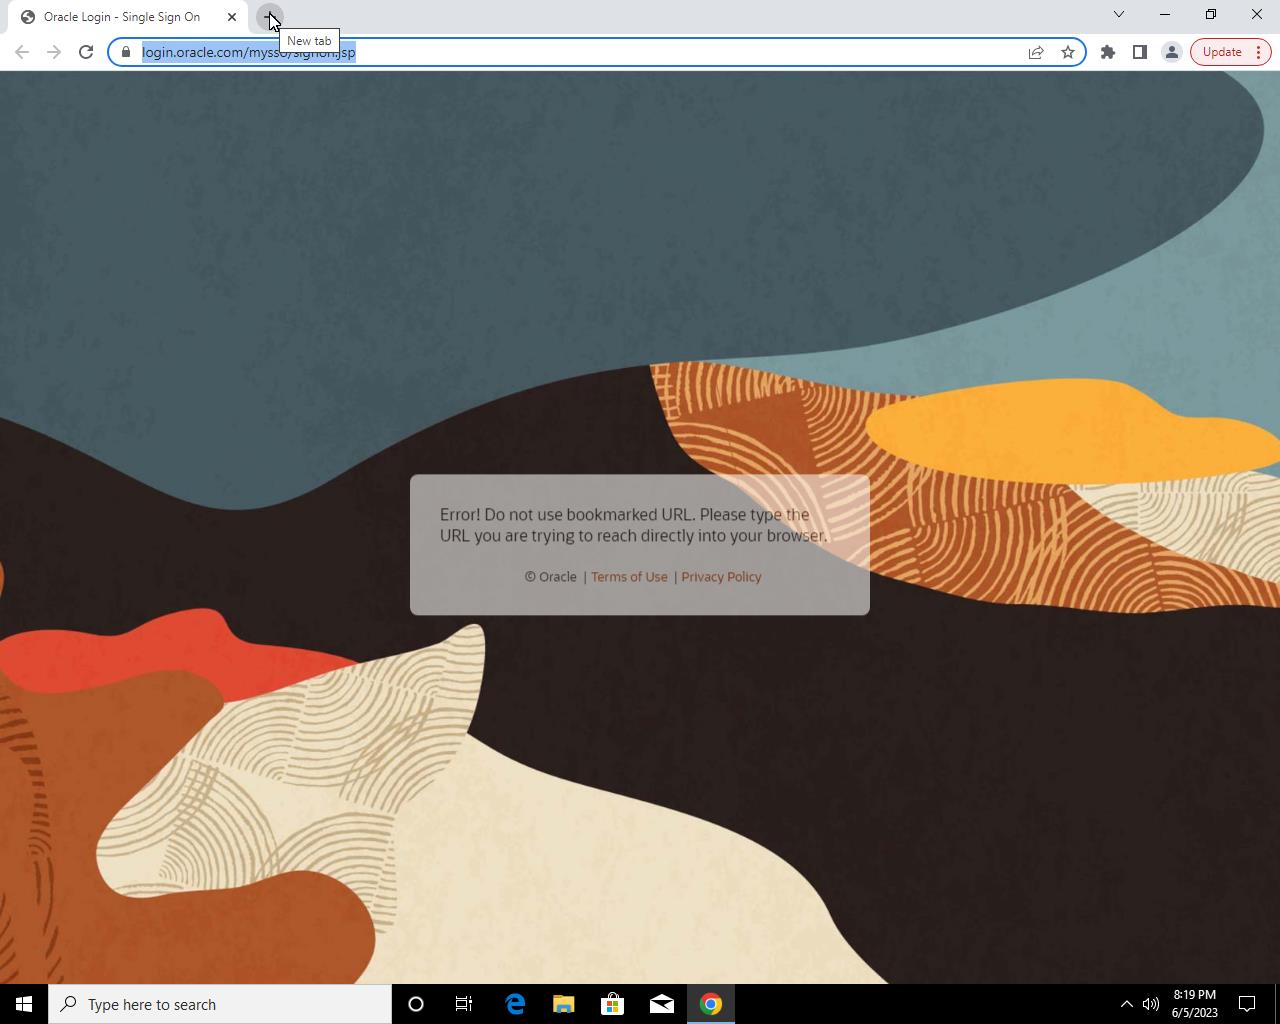 Oracle Login - Single Sign On
New tab
login.oracle.com/mysso/signon.jsp
Update
Error! Do not use bookmarked URL. Please type the
URL you are trying to reach directly into your browser.
© Oracle | Terms of Use | Privacy Policy
Type here to search
8:19 PM
6/5/2023